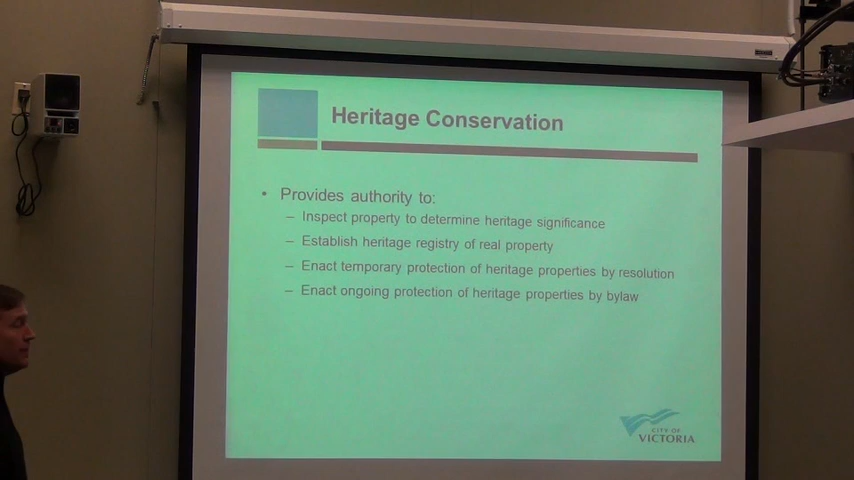 Heritage Conservation
• Provides authority to:
– Inspect property to determine heritage significance
– Establish heritage registry of real property
– Enact temporary protection of heritage properties by resolution
– Enact ongoing protection of heritage properties by bylaw
CITY OF
VICTORIA